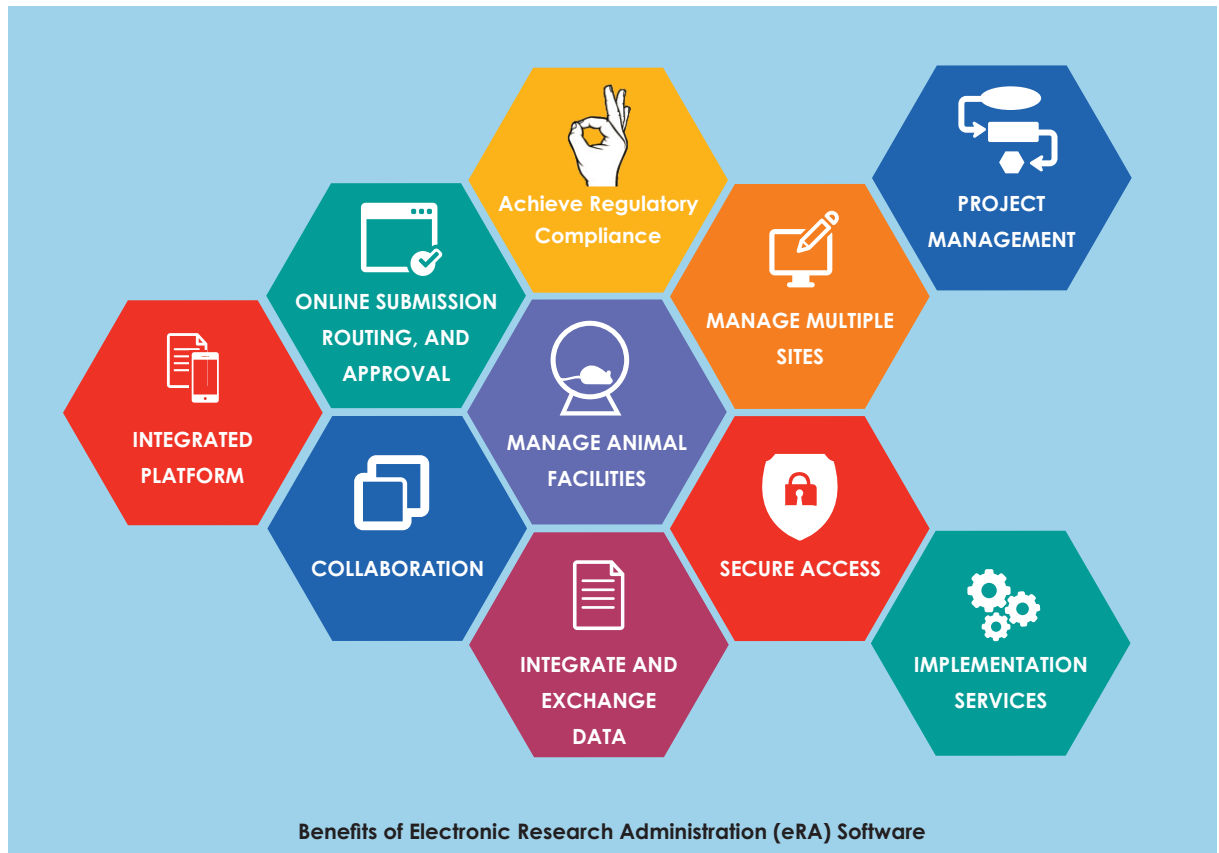 Achieve Regulatory
Compliance
PROJECT
MANAGEMENT
ONLINE SUBMISSION
ROUTING, AND
APPROVAL
MANAGE MULTIPLE
SITES
INTEGRATED
PLATFORM
MANAGE ANIMAL
FACILITIES
COLLABORATION
SECURE ACCESS
INTEGRATE AND
EXCHANGE
DATA
IMPLEMENTATION
SERVICES
Benefits of Electronic Research Administration (eRA) Software